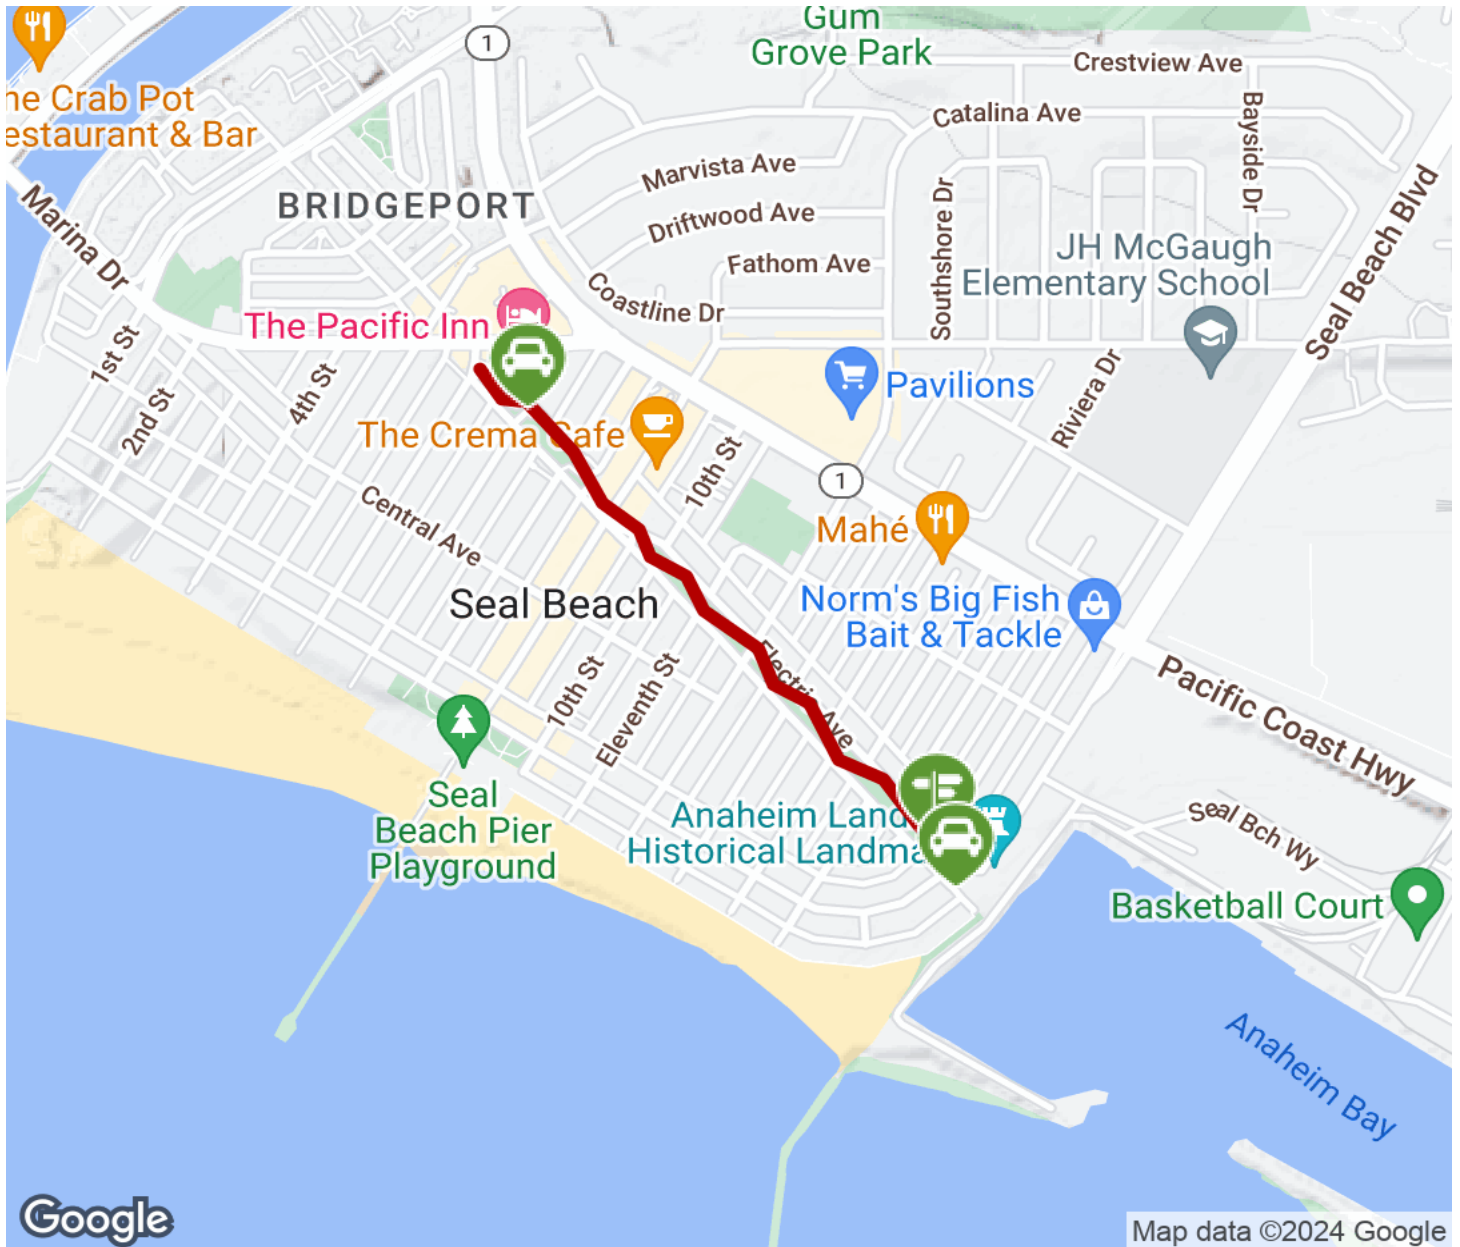 Gum
Grove Park
1
Crestview Ave
Catalina Ave
Bayside Dr
he Crab Pot
estaurant & Bar
Marvista Ave
BRIDGEPORT
Driftwood Ave
Southshore Dr
Seal Beach Blvd
Marina Dr
Fathom Ave
JH McGaugh
Elementary School
Coastline Dr
The Pacific Inn
1st St
2nd St
4th St
Pavilions
Riviera Dr
The Crema Cafe
10th St
1
Central Ave
Mahé
Seal Beach
Norm's Big Fish
Bait & Tackle
Electric Ave
10th St
Eleventh St
Pacific Coast Hwy
Seal
Beach Pier
Playground
Anaheim Land
Historical Landma
Seal Bch Wy
Basketball Court
Anaheim Bay
Google
Map data ©2024 Google